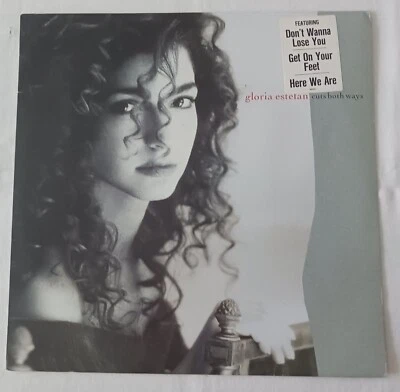 FEATURING
Don't Wanna
Lose You
Get On Your
Feet
Here We Are
gloria estefan cuts both ways